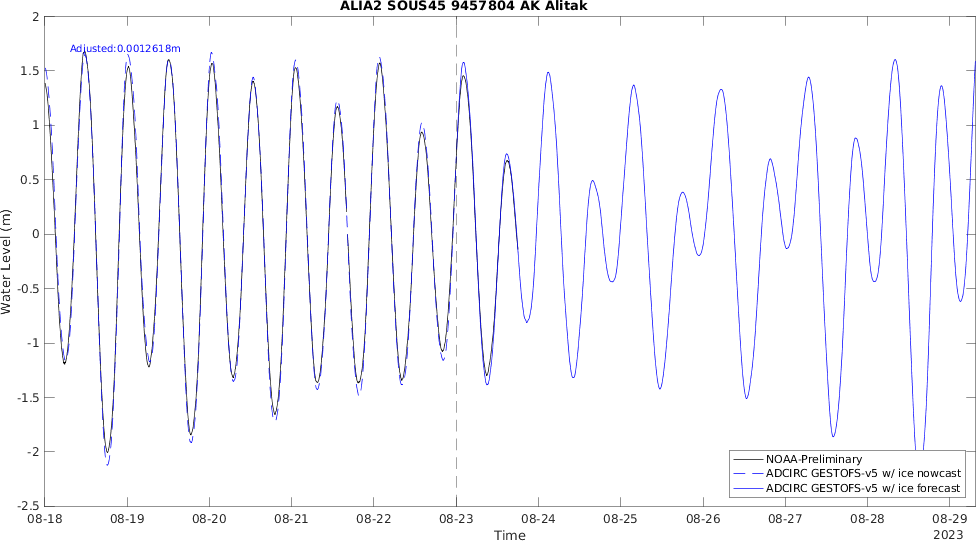 ALIA2 SOUS45 9457804 AK Alitak
Adjusted:0.0012618m
Water Level (m)
2
1.5
1
0.5
0
-0.5
-1
-1.5
-2
-2.5
NOAA-Preliminary
ADCIRC GESTOFS-v5 w/ ice nowcast
ADCIRC GESTOFS-v5 w/ ice forecast
08-18 08-19 08-20 08-21 08-22 08-23 08-24 08-25 08-26 08-27 08-28 08-29
Time
2023